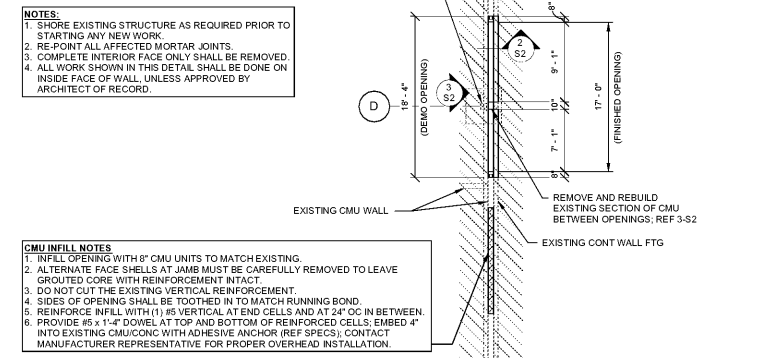 NOTES:
1. SHORE EXISTING STRUCTURE AS REQUIRED PRIOR TO
STARTING ANY NEW WORK.
2. RE-POINT ALL AFFECTED MORTAR JOINTS.
3. COMPLETE INTERIOR FACE ONLY SHALL BE REMOVED.
4. ALL WORK SHOWN IN THIS DETAIL SHALL BE DONE ON
INSIDE FACE OF WALL, UNLESS APPROVED BY
ARCHITECT OF RECORD.
D
18' - 4"
(DEMO OPENING)
3
S2
2
S2
8"
9' - 1"
10"
7' - 1"
8"
17' - 0"
(FINISHED OPENING)
EXISTING CMU WALL
REMOVE AND REBUILD
EXISTING SECTION OF CMU
BETWEEN OPENINGS; REF 3-S2
EXISTING CONT WALL FTG
CMU INFILL NOTES
1. INFILL OPENING WITH 8" CMU UNITS TO MATCH EXISTING.
2. ALTERNATE FACE SHELLS AT JAMB MUST BE CAREFULLY REMOVED TO LEAVE
GROUTED CORE WITH REINFORCEMENT INTACT.
3. DO NOT CUT THE EXISTING VERTICAL REINFORCEMENT.
4. SIDES OF OPENING SHALL BE TOOTHED IN TO MATCH RUNNING BOND.
5. REINFORCE INFILL WITH (1) #5 VERTICAL AT END CELLS AND AT 24" OC IN BETWEEN.
6. PROVIDE #5 x 1'-4" DOWEL AT TOP AND BOTTOM OF REINFORCED CELLS; EMBED 4"
INTO EXISTING CMU/CONC WITH ADHESIVE ANCHOR (REF SPECS); CONTACT
MANUFACTURER REPRESENTATIVE FOR PROPER OVERHEAD INSTALLATION.